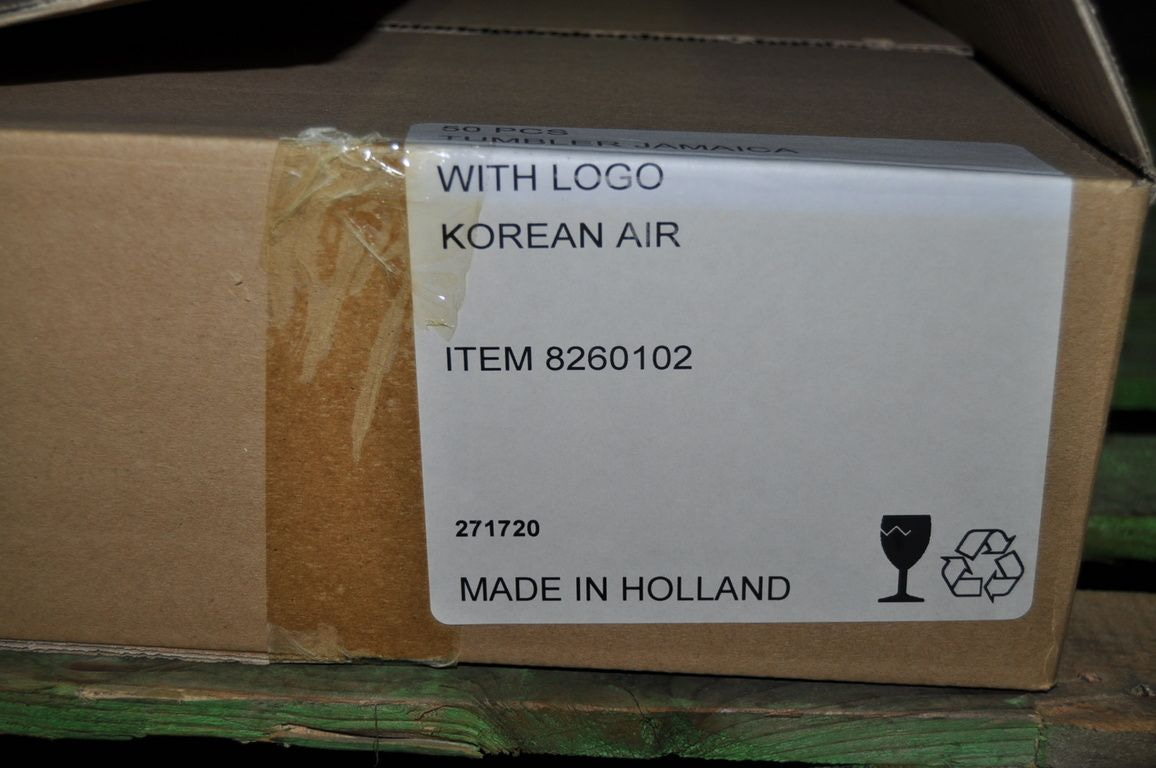 50 PCS
TUMBLER JAMAICA
WITH LOGO
KOREAN AIR
ITEM 8260102
271720
MADE IN HOLLAND